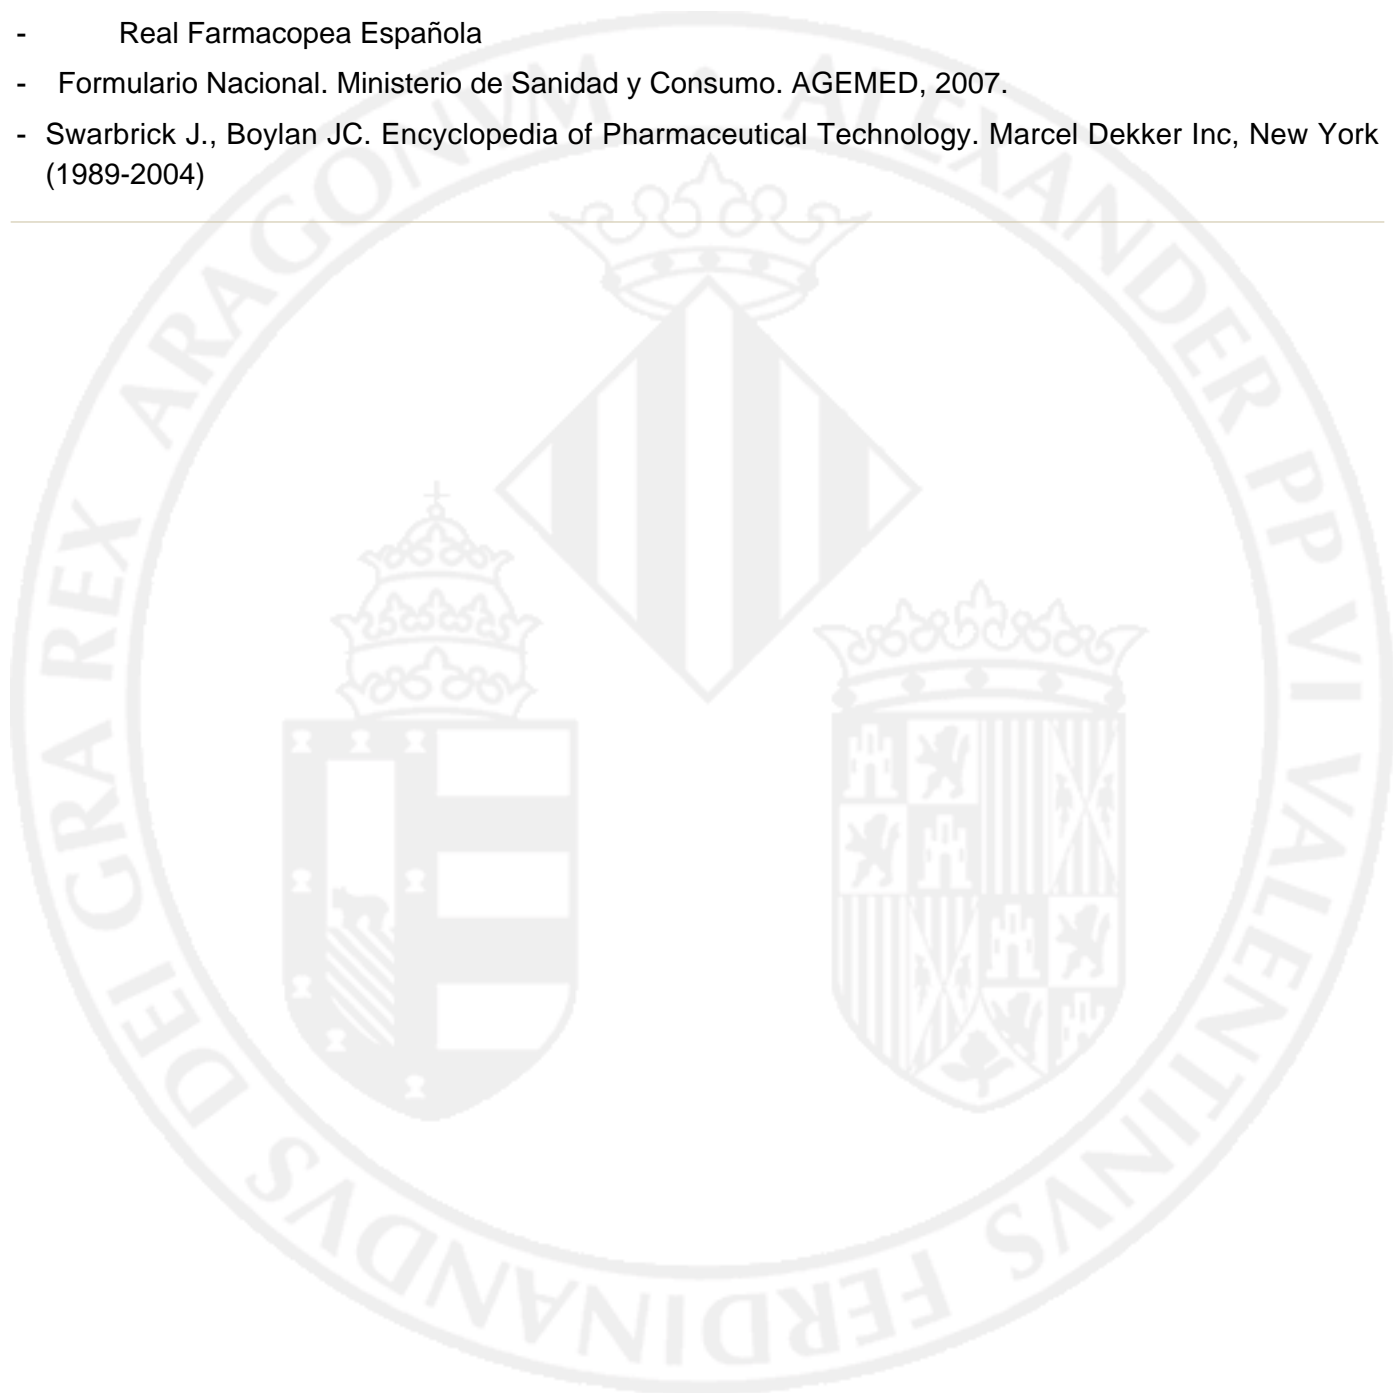 - Real Farmacopea Española
- Formulario Nacional. Ministerio de Sanidad y Consumo. AGEMED, 2007.
- Swarbrick J., Boylan JC. Encyclopedia of Pharmaceutical Technology. Marcel Dekker Inc, New York
(1989-2004)
ALEXANDER PP VI VALENTINVS FERDINANDVS DEI GRA REX ARAGONVM